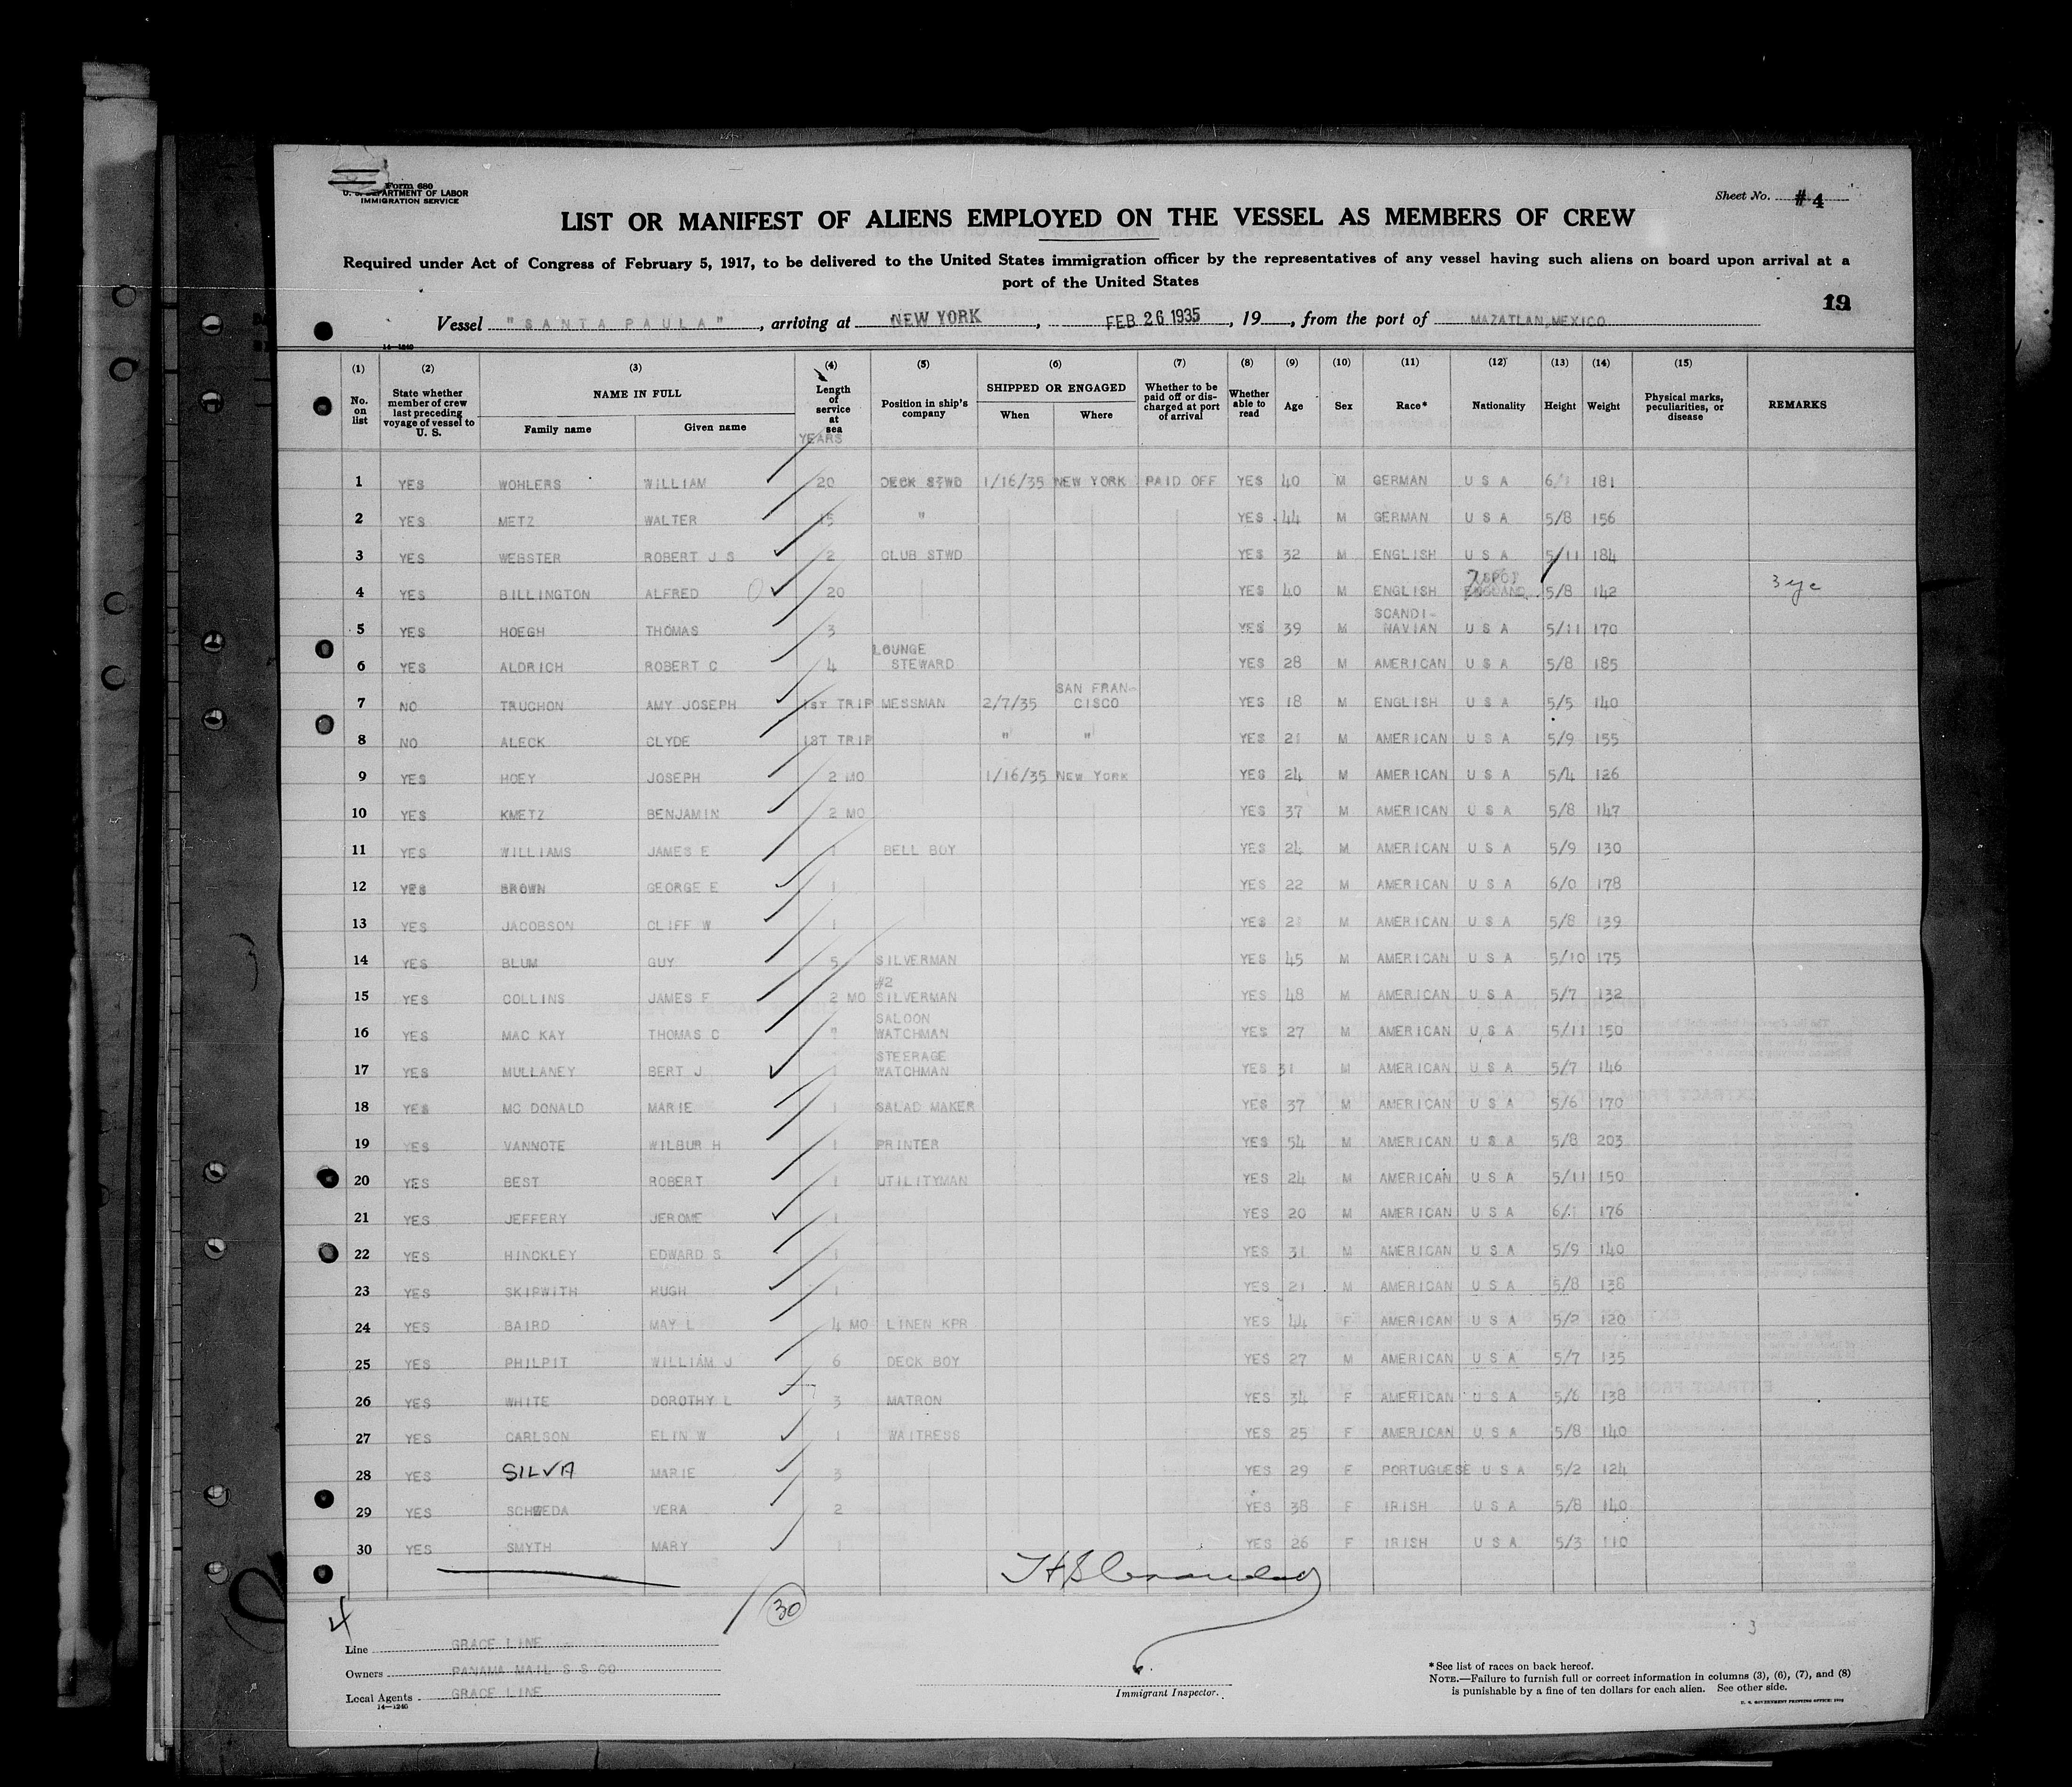 Form 680
U. S. DEPARTMENT OF LABOR
IMMIGRATION SERVICE
Sheet No. #4
LIST OR MANIFEST OF ALIENS EMPLOYED ON THE VESSEL AS MEMBERS OF CREW
Required under Act of Congress of February 5, 1917, to be delivered to the United States immigration officer by the representatives of any vessel having such aliens on board upon arrival at a
port of the United States
19
Vessel "SANTA PAULA", arriving at NEW YORK, FEB 26 1935, 19, from the port of MAZATLAN,MEXICO
14—1240
(1) (2) (3) (4) (5) (6) (7) (8) (9) (10) (11) (12) (13) (14) (15)
No. on list
State whether member of crew last preceding voyage of vessel to U. S.
NAME IN FULL
Family name Given name
Length of service at sea
YEARS
Position in ship's company
SHIPPED OR ENGAGED
When Where
Whether to be paid off or discharged at port of arrival
Whether able to read
Age Sex Race* Nationality Height Weight
Physical marks, peculiarities, or disease
REMARKS
1 YES WOHLERS WILLIAM 20 DECK STWD 1/16/35 NEW YORK PAID OFF YES 40 M GERMAN U S A 6/1 181
2 YES METZ WALTER 15 " YES 44 M GERMAN U S A 5/8 156
3 YES WEBSTER ROBERT J S 2 CLUB STWD YES 32 M ENGLISH U S A 5/11 184
4 YES BILLINGTON ALFRED 20 YES 40 M ENGLISH ENGLAND 5/8 142
5 YES HOEGH THOMAS 3 YES 39 M SCANDI-NAVIAN U S A 5/11 170
6 YES ALDRICH ROBERT C 4 LOUNGE STEWARD YES 28 M AMERICAN U S A 5/8 185
7 NO TRUCHON AMY JOSEPH 1ST TRIP MESSMAN 2/7/35 SAN FRAN-CISCO YES 18 M ENGLISH U S A 5/5 140
8 NO ALECK CLYDE 1ST TRIP " " YES 21 M AMERICAN U S A 5/9 155
9 YES HOEY JOSEPH 2 MO 1/16/35 NEW YORK YES 24 M AMERICAN U S A 5/4 126
10 YES KMETZ BENJAMIN 2 MO YES 37 M AMERICAN U S A 5/8 147
11 YES WILLIAMS JAMES E 1 BELL BOY YES 24 M AMERICAN U S A 5/9 130
12 YES BROWN GEORGE E 1 YES 22 M AMERICAN U S A 6/0 178
13 YES JACOBSON CLIFF W 1 YES 21 M AMERICAN U S A 5/8 139
14 YES BLUM GUY 5 SILVERMAN YES 45 M AMERICAN U S A 5/10 175
15 YES COLLINS JAMES F 2 MO #2 SILVERMAN YES 48 M AMERICAN U S A 5/7 132
16 YES MAC KAY THOMAS C " SALOON WATCHMAN YES 27 M AMERICAN U S A 5/11 150
17 YES MULLANEY BERT J 1 STEERAGE WATCHMAN YES 31 M AMERICAN U S A 5/7 146
18 YES MC DONALD MARIE 1 SALAD MAKER YES 37 M AMERICAN U S A 5/6 170
19 YES VANNOTE WILBUR H 1 PRINTER YES 54 M AMERICAN U S A 5/8 203
20 YES BEST ROBERT 1 UTILITYMAN YES 24 M AMERICAN U S A 5/11 150
21 YES JEFFERY JEROME 1 YES 20 M AMERICAN U S A 6/1 176
22 YES HINCKLEY EDWARD S 1 YES 31 M AMERICAN U S A 5/9 140
23 YES SKIPWITH HUGH 1 YES 21 M AMERICAN U S A 5/8 138
24 YES BAIRD MAY L 4 MO LINEN KPR YES 44 F AMERICAN U S A 5/2 120
25 YES PHILPIT WILLIAM J 6 DECK BOY YES 27 M AMERICAN U S A 5/7 135
26 YES WHITE DOROTHY L 3 MATRON YES 34 F AMERICAN U S A 5/6 138
27 YES CARLSON ELIN W 1 WAITRESS YES 25 F AMERICAN U S A 5/8 140
28 YES SILVA MARIE 3 YES 29 F PORTUGUESE U S A 5/2 124
29 YES SCHWEDA VERA 2 YES 38 F IRISH U S A 5/8 140
30 YES SMYTH MARY 1 YES 26 F IRISH U S A 5/3 110
4
30
3
Line GRACE LINE
Owners PANAMA MAIL S S CO
Local Agents GRACE LINE
14—1240
Immigrant Inspector.
*See list of races on back hereof.
NOTE.—Failure to furnish full or correct information in columns (3), (6), (7), and (8)
is punishable by a fine of ten dollars for each alien. See other side.